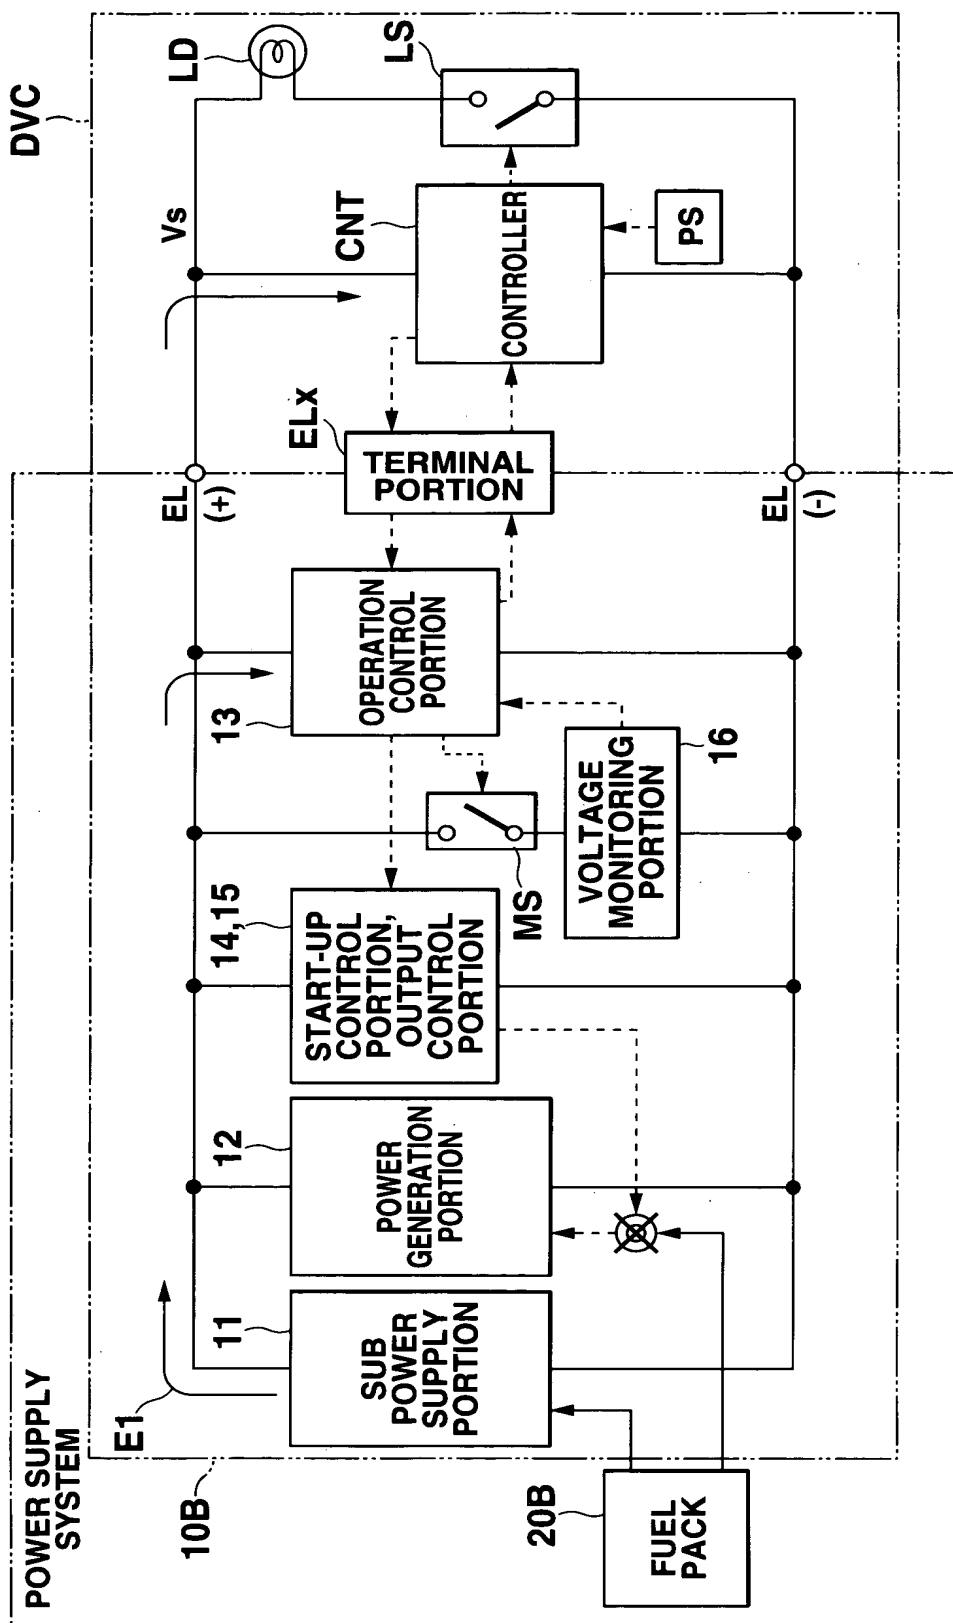 POWER SUPPLY
SYSTEM
DVC
10B
E1
11
SUB
POWER
SUPPLY
PORTION
12
POWER
GENERATION
PORTION
14,15
START-UP
CONTROL
PORTION,
OUTPUT
CONTROL
PORTION
MS
13
OPERATION
CONTROL
PORTION
16
VOLTAGE
MONITORING
PORTION
EL
(+)
ELx
TERMINAL
PORTION
EL
(-)
Vs
CNT
CONTROLLER
PS
LD
LS
20B
FUEL
PACK